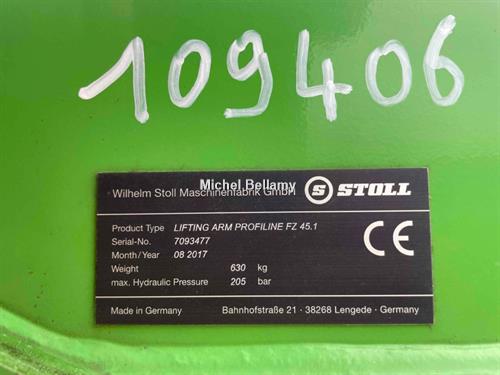 109406
Michel Bellamy
Wilhelm Stoll Maschinenfabrik GmbH S STOLL
Product Type LIFTING ARM PROFILINE FZ 45.1
Serial-No. 7093477
Month/Year 08 2017
Weight 630 kg
max. Hydraulic Pressure 205 bar
CE
Made in Germany Bahnhofstraße 21 · 38268 Lengede · Germany